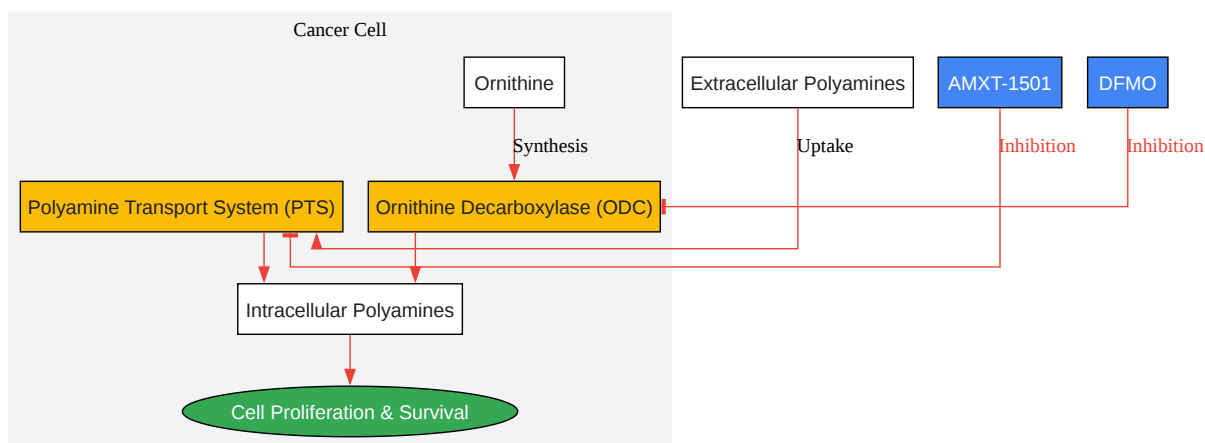 Cancer Cell
Ornithine
Extracellular Polyamines
AMXT-1501
DFMO
Synthesis
Uptake
Inhibition
Inhibition
Polyamine Transport System (PTS)
Ornithine Decarboxylase (ODC)
Intracellular Polyamines
Cell Proliferation & Survival